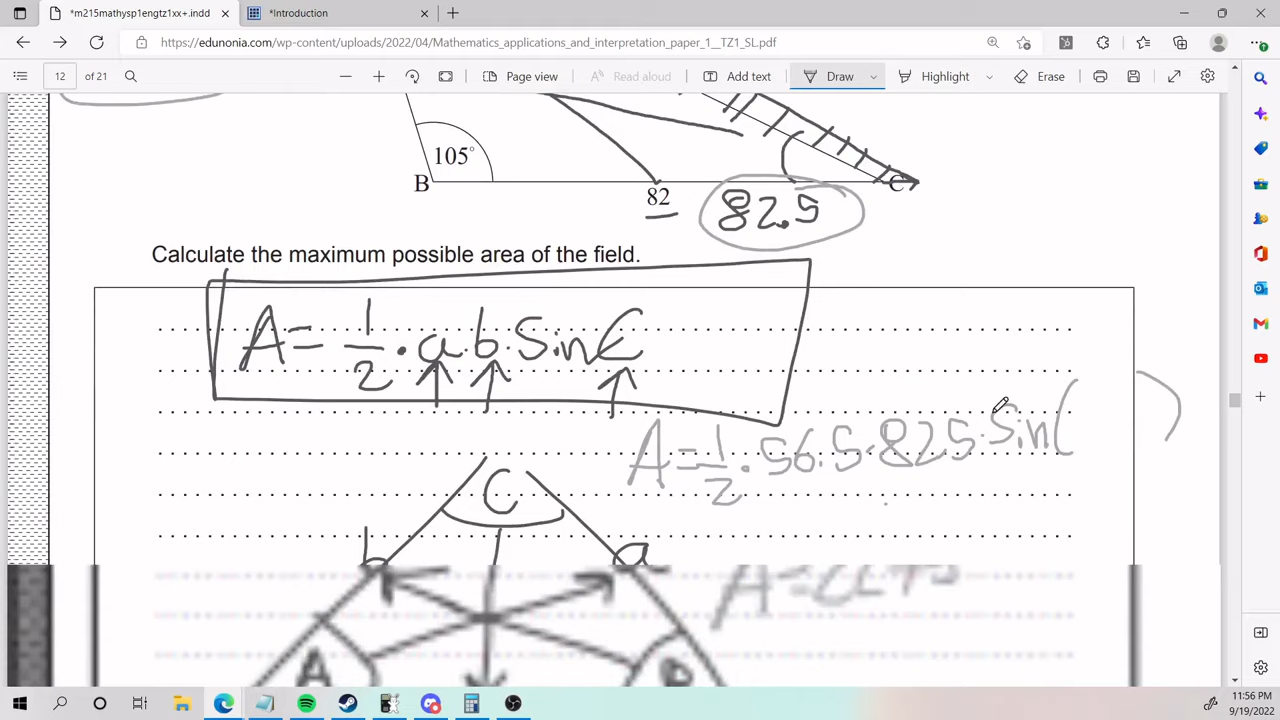 *m215mathysp1engtz1xx+.indd
*Introduction
https://edunonia.com/wp-content/uploads/2022/04/Mathematics_applications_and_interpretation_paper_1__TZ1_SL.pdf
12 of 21
Page view
Read aloud
Add text
Draw
Highlight
Erase
105°
B
C
82
82.5
Calculate the maximum possible area of the field.
A = 1/2 · a · b · Sin C
A = 1/2 · 56.5 · 82.5 · Sin( )
C
b
a
A
B
11:56 PM
9/19/2022